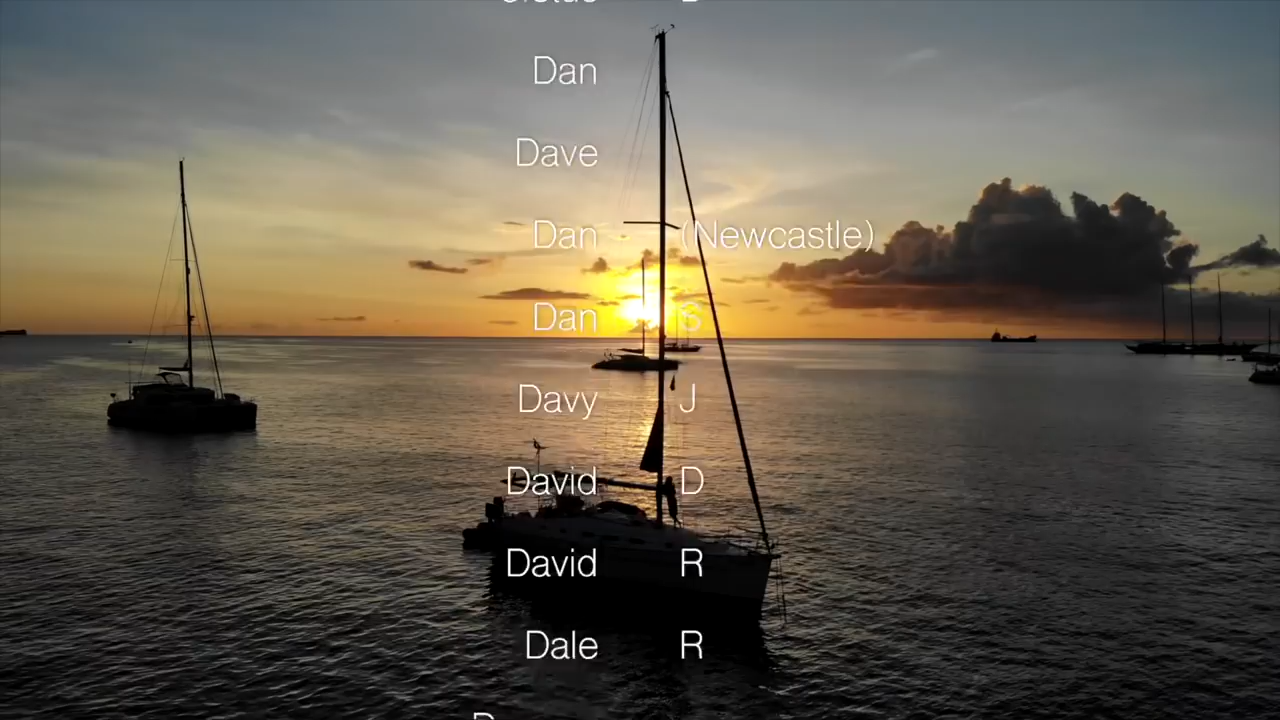 Dan
Dave
Dan (Newcastle)
Dan S
Davy J
David D
David R
Dale R